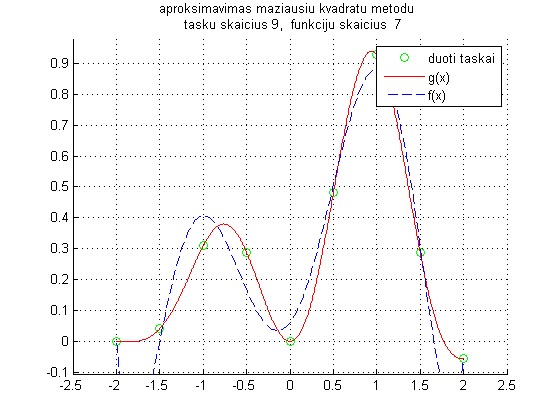 aproksimavimas maziausiu kvadratu metodu
tasku skaicius 9,  funkciju skaicius  7
duoti taskai
g(x)
f(x)
0.9
0.8
0.7
0.6
0.5
0.4
0.3
0.2
0.1
0
-0.1
-2.5 -2 -1.5 -1 -0.5 0 0.5 1 1.5 2 2.5